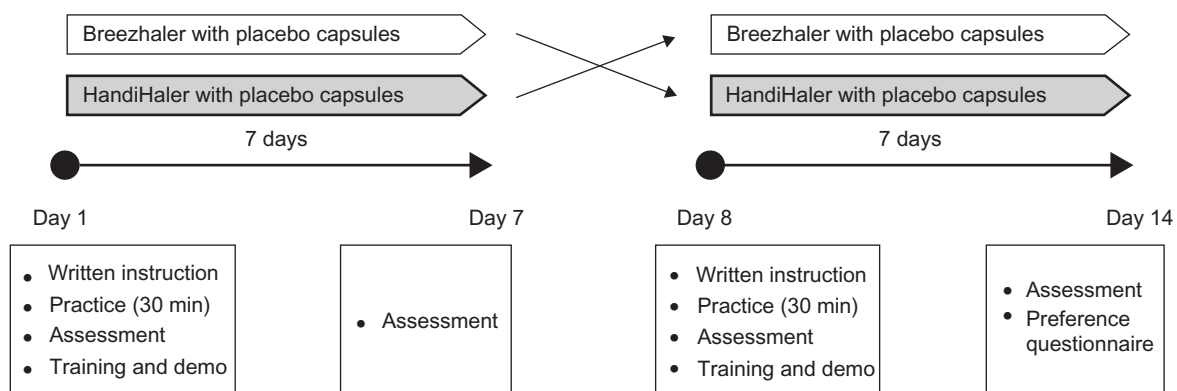 Breezhaler with placebo capsules
Breezhaler with placebo capsules
HandiHaler with placebo capsules
HandiHaler with placebo capsules
7 days
7 days
Day 1
Day 7
Day 8
Day 14
• Written instruction
• Practice (30 min)
• Assessment
• Training and demo
• Assessment
• Written instruction
• Practice (30 min)
• Assessment
• Training and demo
• Assessment
• Preference
questionnaire